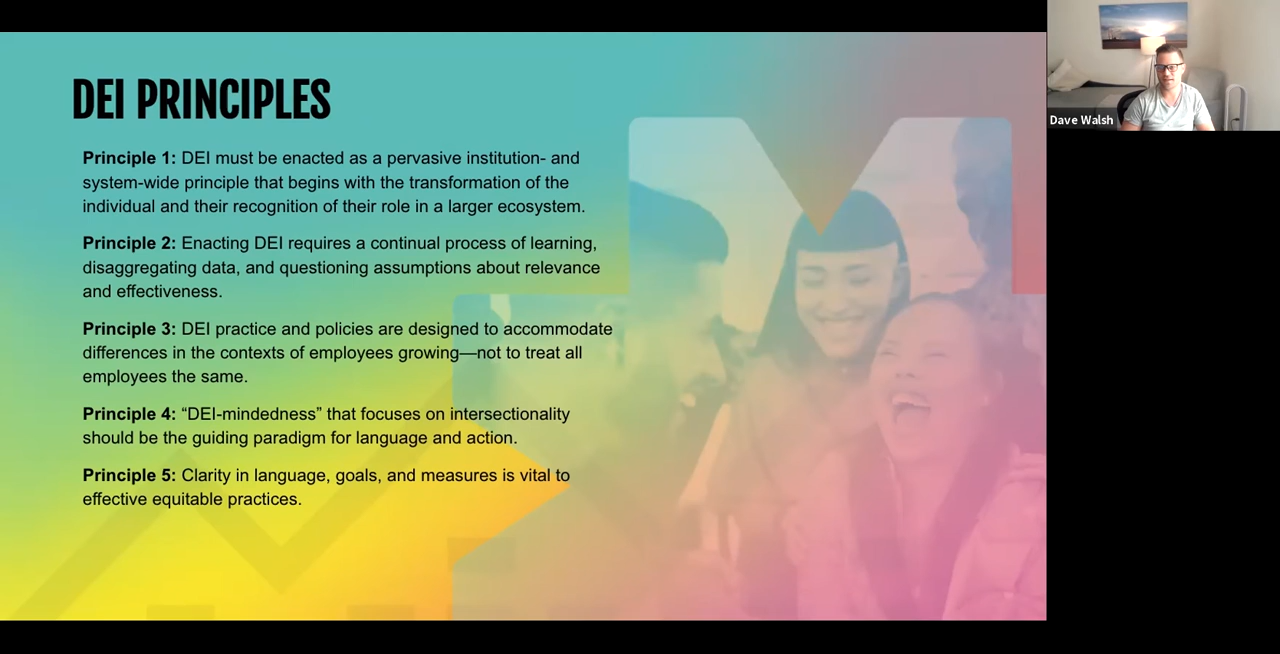 DEI PRINCIPLES
Principle 1: DEI must be enacted as a pervasive institution- and
system-wide principle that begins with the transformation of the
individual and their recognition of their role in a larger ecosystem.
Principle 2: Enacting DEI requires a continual process of learning,
disaggregating data, and questioning assumptions about relevance
and effectiveness.
Principle 3: DEI practice and policies are designed to accommodate
differences in the contexts of employees growing—not to treat all
employees the same.
Principle 4: “DEI-mindedness” that focuses on intersectionality
should be the guiding paradigm for language and action.
Principle 5: Clarity in language, goals, and measures is vital to
effective equitable practices.
Dave Walsh